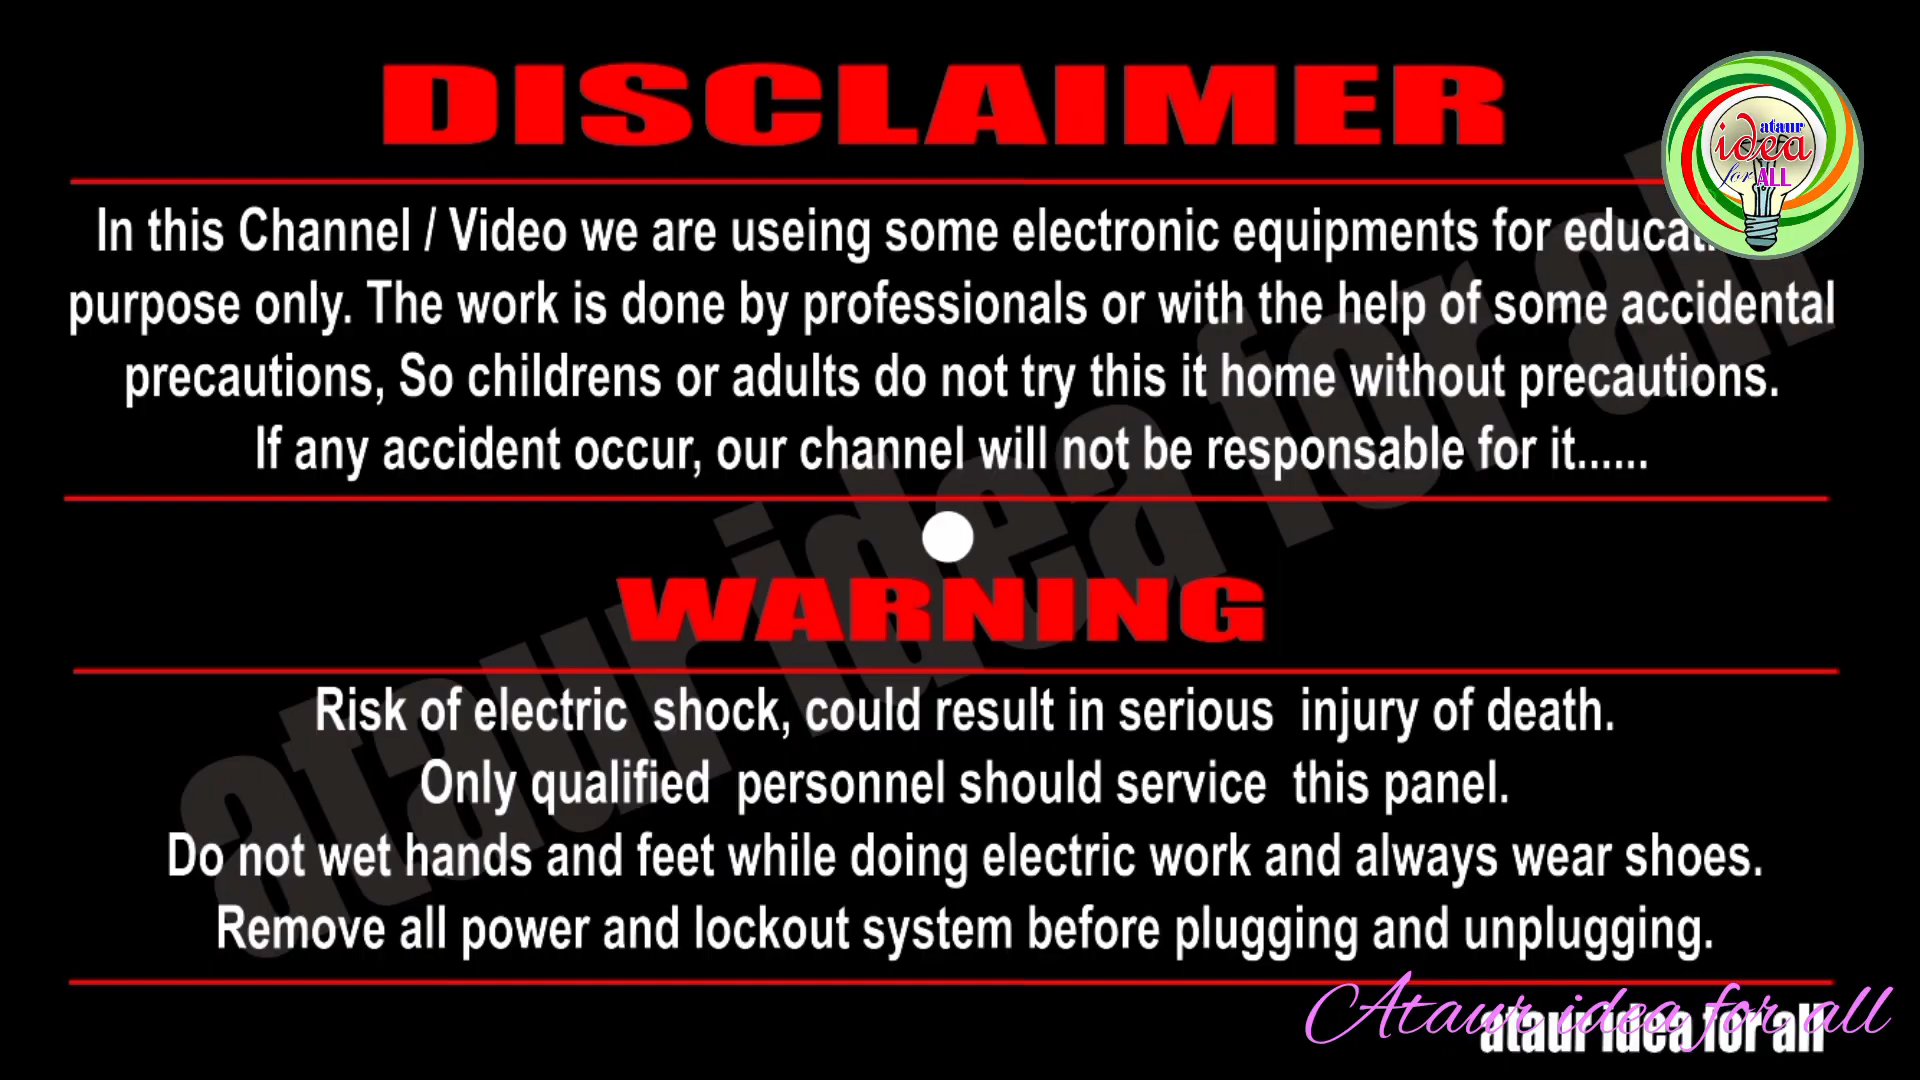 DISCLAIMER
ataur
idea
for ALL
In this Channel / Video we are useing some electronic equipments for
purpose only. The work is done by professionals or with the help of some accidental
precautions, So childrens or adults do not try this it home without precautions.
If any accident occur, our channel will not be responsable for it......
WARNING
Risk of electric shock, could result in serious injury of death.
Only qualified personnel should service this panel.
Do not wet hands and feet while doing electric work and always wear shoes.
Remove all power and lockout system before plugging and unplugging.
Ataur idea for all
ataur idea for all
ataur idea for all